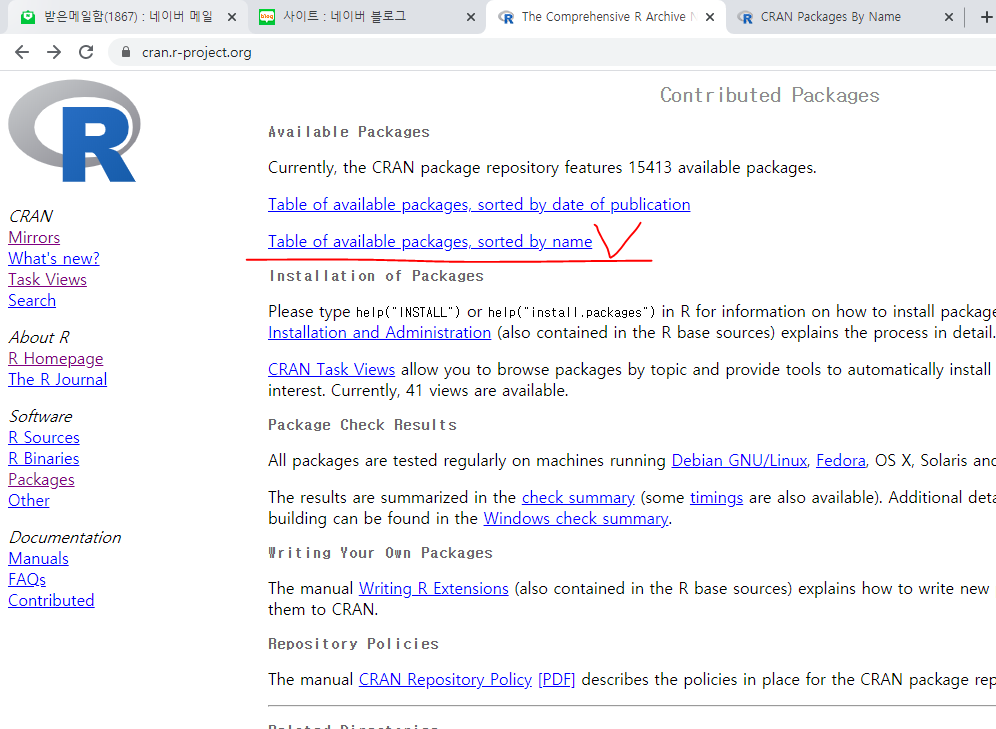 받은메일함(1867) : 네이버 메일
사이트 : 네이버 블로그
The Comprehensive R Archive N
CRAN Packages By Name
cran.r-project.org
R
CRAN
Mirrors
What's new?
Task Views
Search
About R
R Homepage
The R Journal
Software
R Sources
R Binaries
Packages
Other
Documentation
Manuals
FAQs
Contributed
Contributed Packages
Available Packages
Currently, the CRAN package repository features 15413 available packages.
Table of available packages, sorted by date of publication
Table of available packages, sorted by name
Installation of Packages
Please type help("INSTALL") or help("install.packages") in R for information on how to install package
Installation and Administration (also contained in the R base sources) explains the process in detail.
CRAN Task Views allow you to browse packages by topic and provide tools to automatically install
interest. Currently, 41 views are available.
Package Check Results
All packages are tested regularly on machines running Debian GNU/Linux, Fedora, OS X, Solaris and
The results are summarized in the check summary (some timings are also available). Additional deta
building can be found in the Windows check summary.
Writing Your Own Packages
The manual Writing R Extensions (also contained in the R base sources) explains how to write new
them to CRAN.
Repository Policies
The manual CRAN Repository Policy [PDF] describes the policies in place for the CRAN package rep
Related Directories